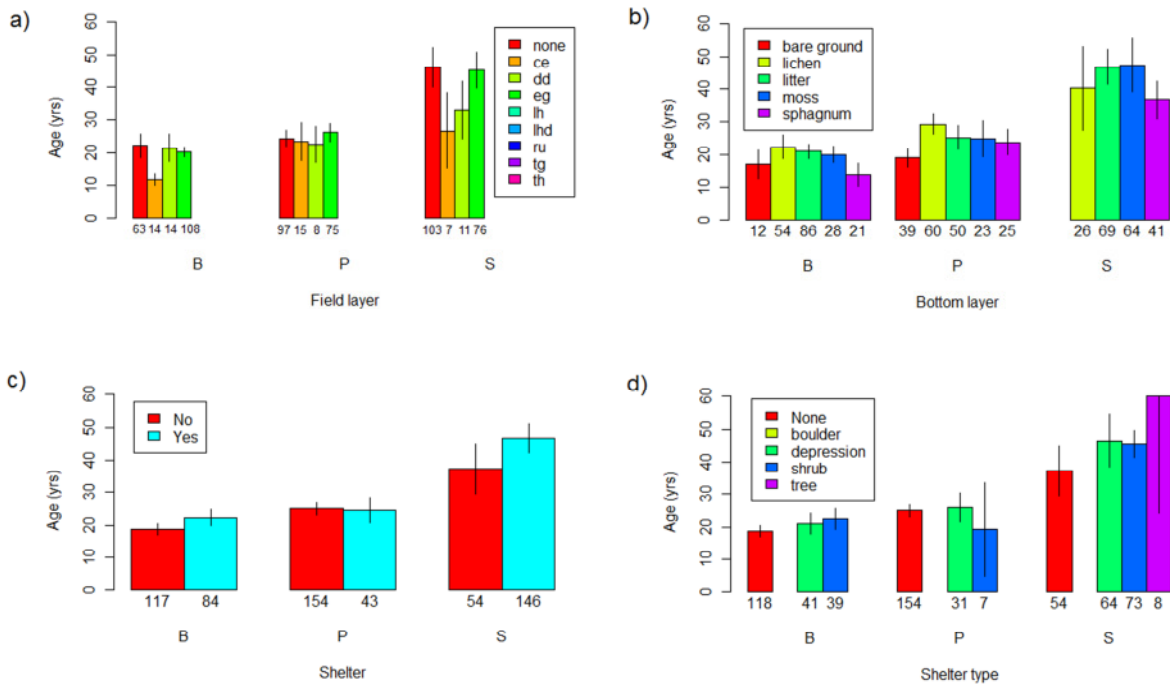 a)
60
50
40
30
20
10
0
Age (yrs)
none
ce
dd
eg
lh
lhd
ru
tg
th
63 14 14 108
97 15 8 75
103 7 11 76
B P S
Field layer
b)
60
50
40
30
20
10
0
Age (yrs)
bare ground
lichen
litter
moss
sphagnum
12 54 86 28 21
39 60 50 23 25
26 69 64 41
B P S
Bottom layer
c)
60
50
40
30
20
10
0
Age (yrs)
No
Yes
117 84
154 43
54 146
B P S
Shelter
d)
60
50
40
30
20
10
0
Age (yrs)
None
boulder
depression
shrub
tree
118 41 39
154 31 7
54 64 73 8
B P S
Shelter type